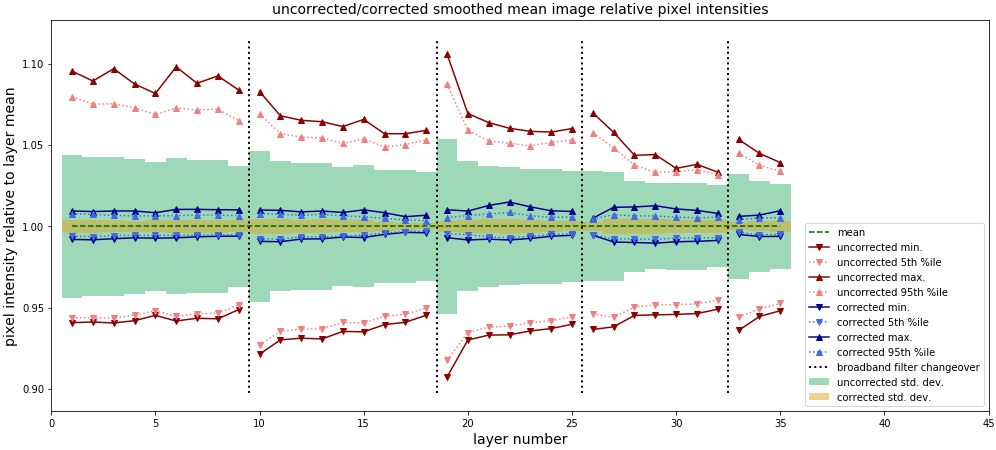 uncorrected/corrected smoothed mean image relative pixel intensities
pixel intensity relative to layer mean
1.10
1.05
1.00
0.95
0.90
0
5
10
15
20
25
30
35
40
45
layer number
mean
uncorrected min.
uncorrected 5th %ile
uncorrected max.
uncorrected 95th %ile
corrected min.
corrected 5th %ile
corrected max.
corrected 95th %ile
broadband filter changeover
uncorrected std. dev.
corrected std. dev.